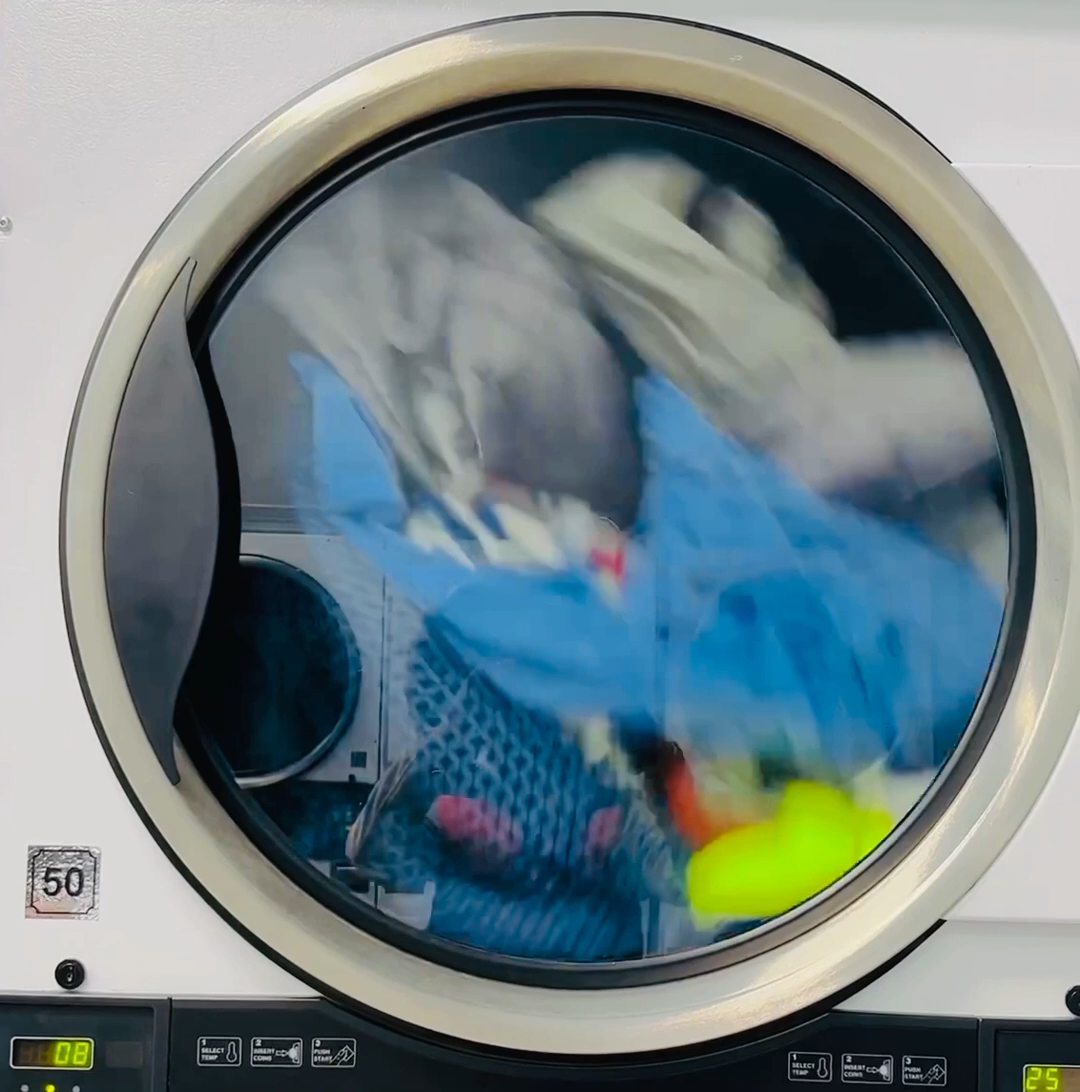 50
08
1 SELECT TEMP
2 INSERT COINS
3 PUSH START
1 SELECT TEMP
2 INSERT COINS
3 PUSH START
25